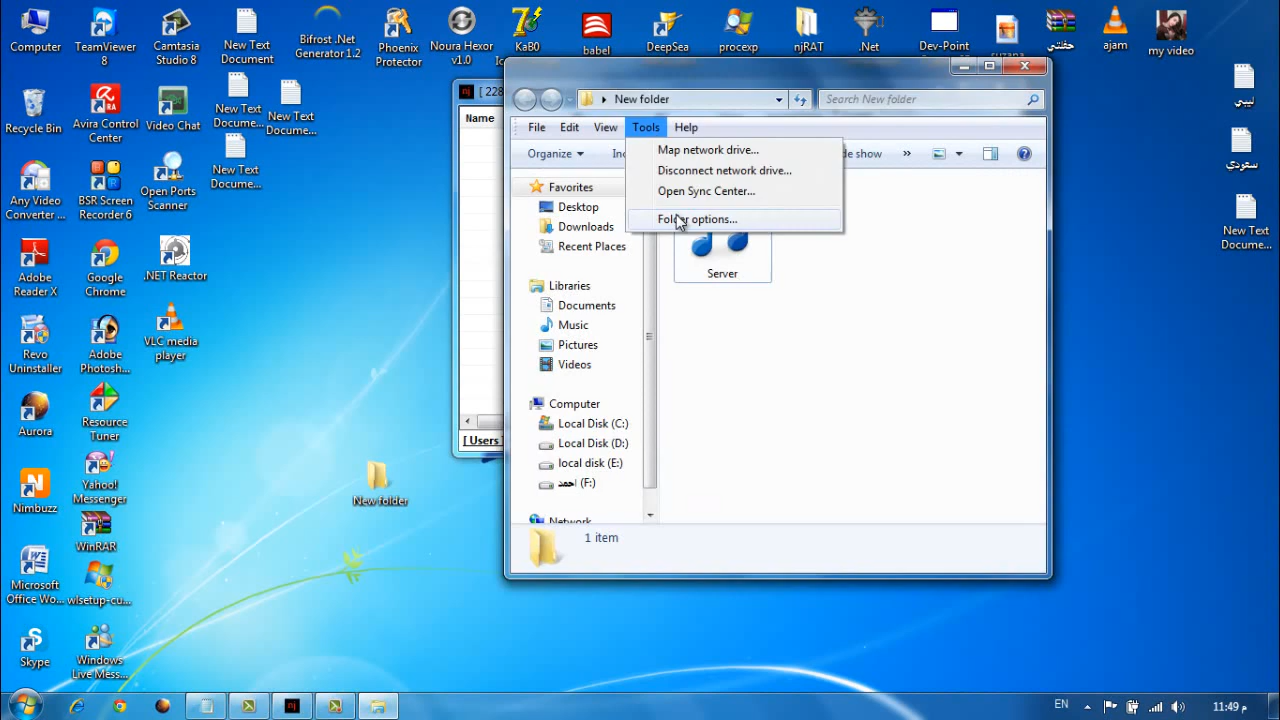 Computer
TeamViewer
8
Camtasia
Studio 8
New Text
Document
Bifrost .Net
Generator 1.2
Phoenix
Protector
Noura Hexor
v1.0
KaB0
babel
DeepSea
procexp
njRAT
.Net
Dev-Point
حفتي
ajam
my video
Recycle Bin
Avira Control
Center
Video Chat
New Text
Docume...
New Text
Docume...
New Text
Docume...
Any Video
Converter ...
BSR Screen
Recorder 6
Open Ports
Scanner
Adobe
Reader X
Google
Chrome
.NET Reactor
Revo
Uninstaller
Adobe
Photosh...
VLC media
player
Aurora
Resource
Tuner
Nimbuzz
Yahoo!
Messenger
WinRAR
Microsoft
Office Wo...
wlsetup-cu...
Skype
Windows
Live Mess...
New folder
ليبي
سعودي
New Text
Docume...
[ 228
Name
[ Users
New folder
Search New folder
File Edit View Tools Help
Organize
de show
»
Map network drive...
Disconnect network drive...
Open Sync Center...
Folder options...
Favorites
Desktop
Downloads
Recent Places
Libraries
Documents
Music
Pictures
Videos
Computer
Local Disk (C:)
Local Disk (D:)
local disk (E:)
احمد (F:)
Network
Server
1 item
EN
11:49 م